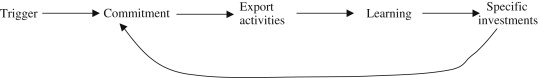 Trigger
Commitment
Export
activities
Learning
Specific
investments